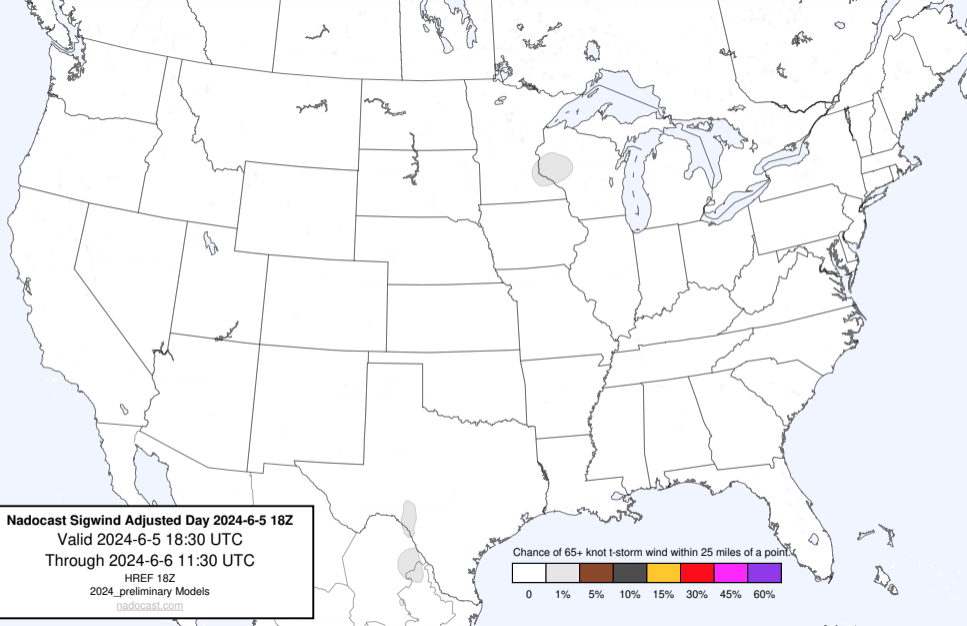 Nadocast Sigwind Adjusted Day 2024-6-5 18Z
Valid 2024-6-5 18:30 UTC
Through 2024-6-6 11:30 UTC
HREF 18Z
2024_preliminary Models
nadocast.com
Chance of 65+ knot t-storm wind within 25 miles of a point.
0 1% 5% 10% 15% 30% 45% 60%